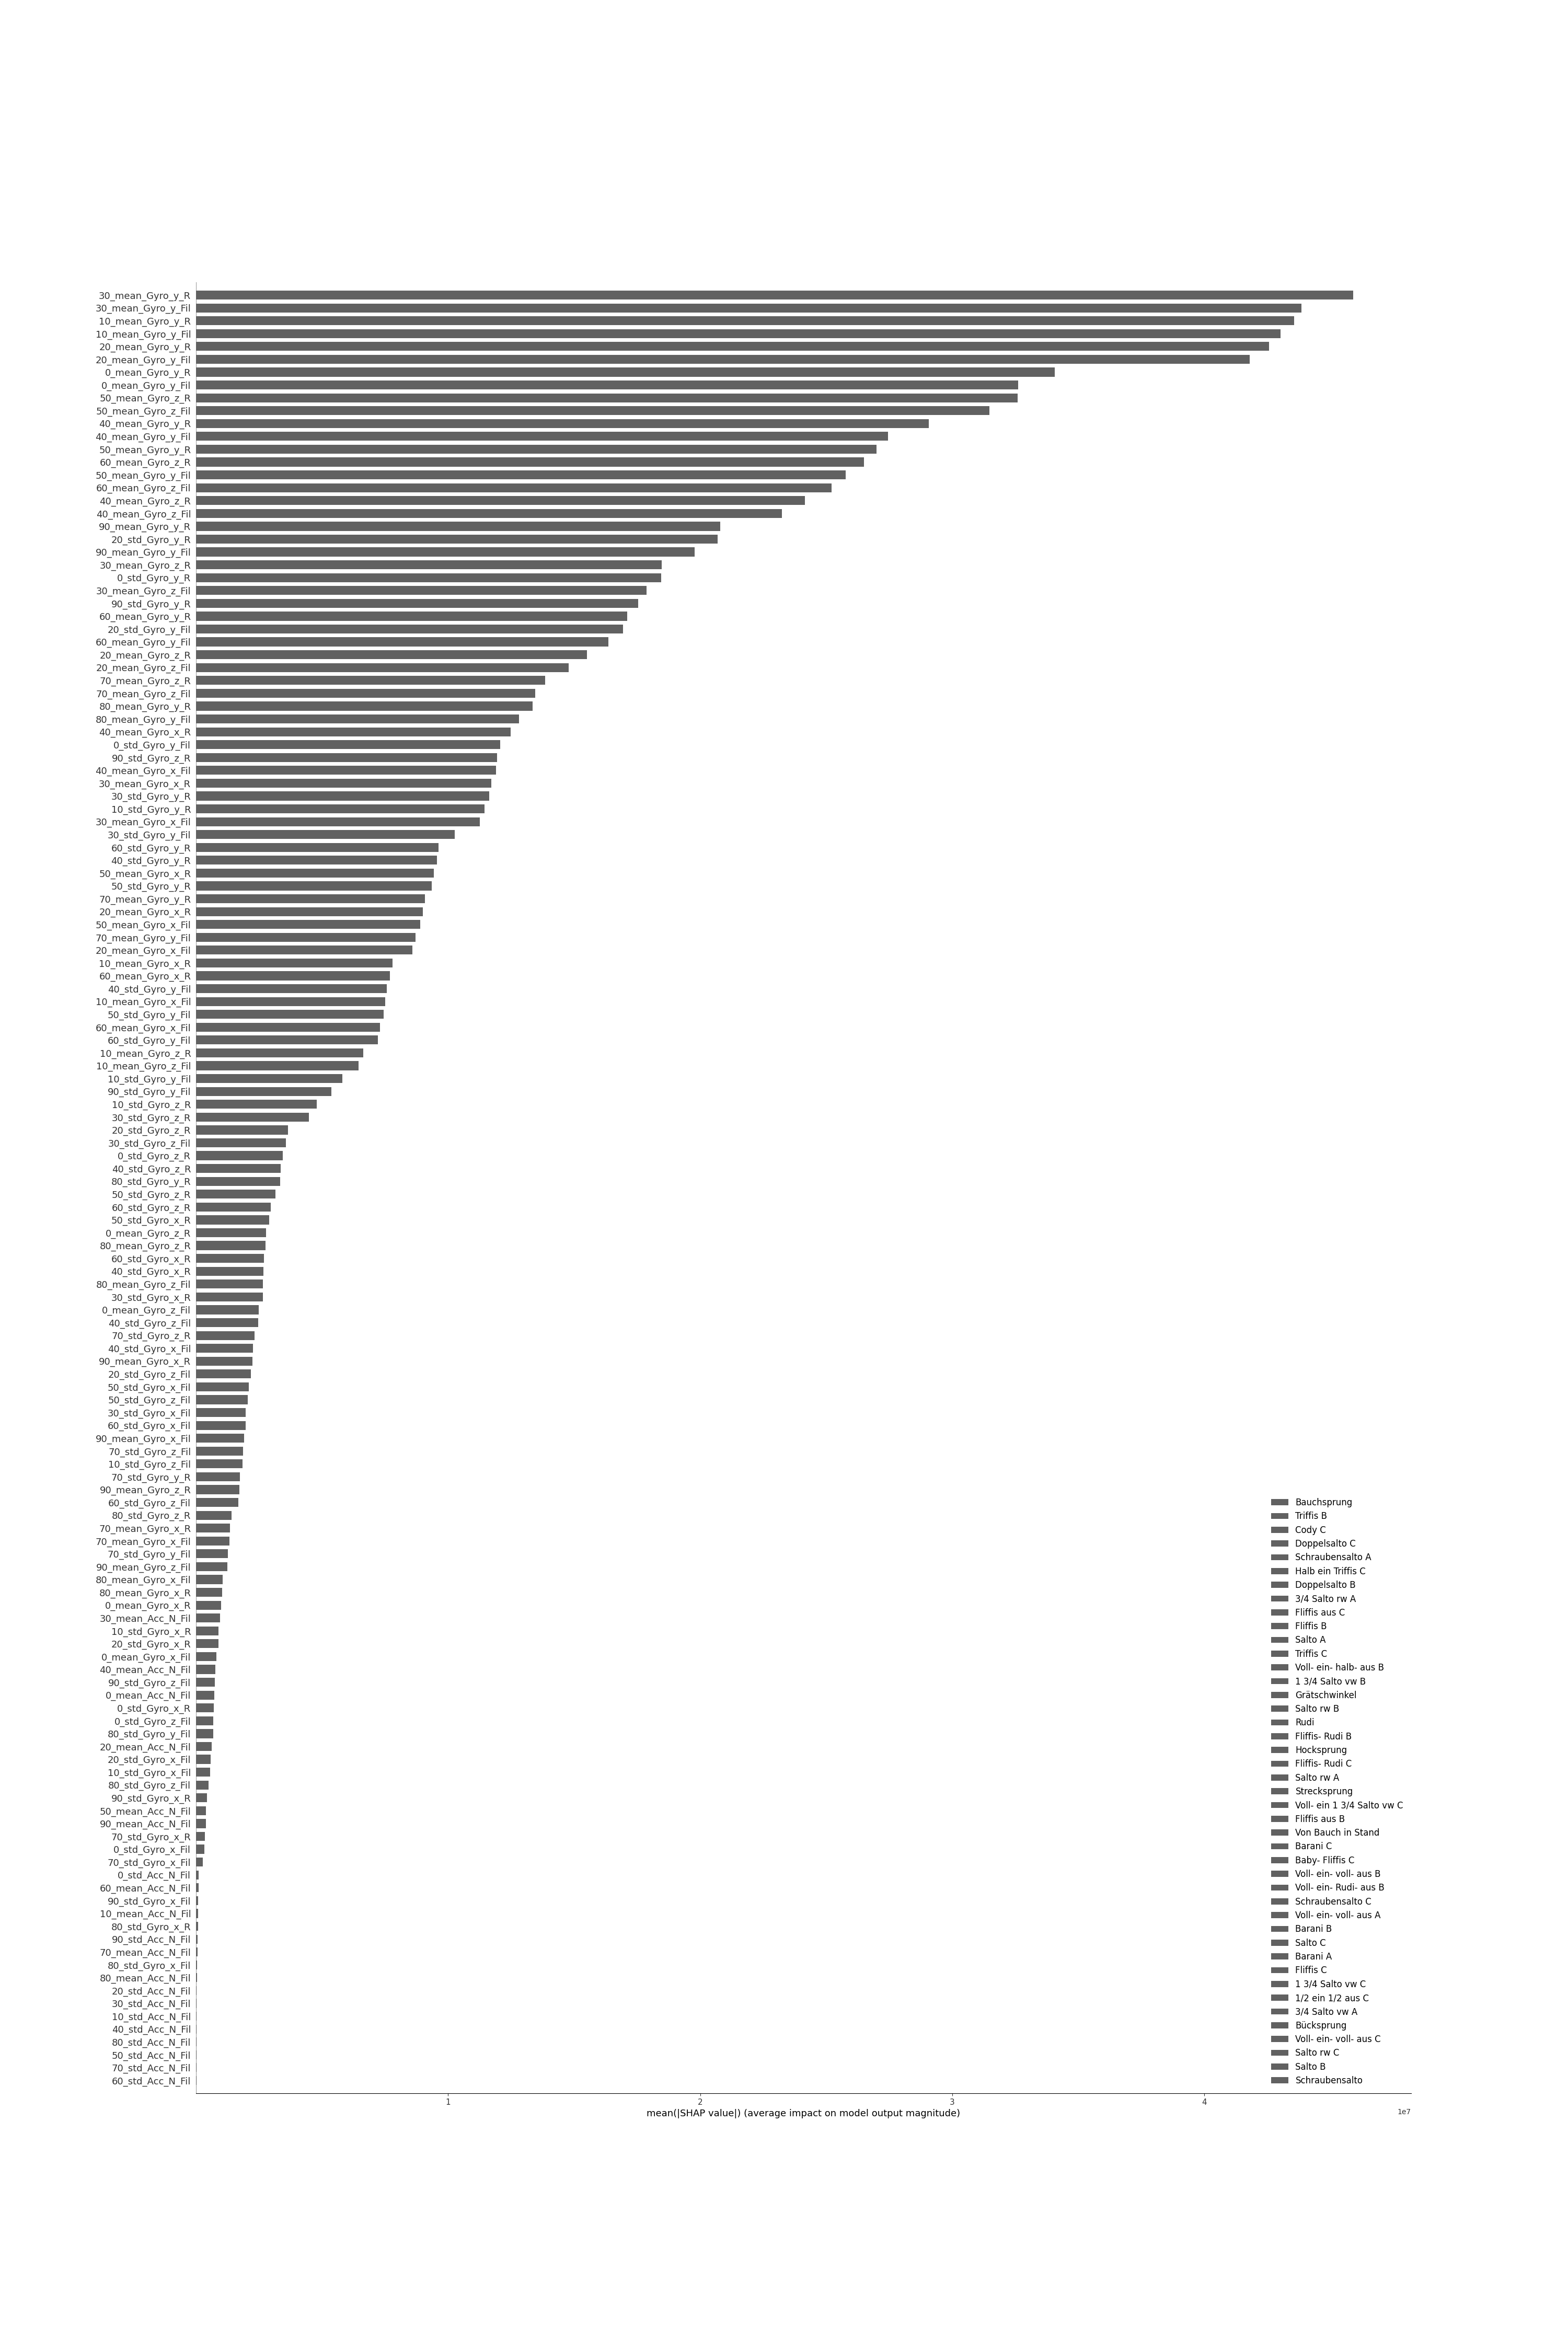 30_mean_Gyro_y_R
30_mean_Gyro_y_Fil
10_mean_Gyro_y_R
10_mean_Gyro_y_Fil
20_mean_Gyro_y_R
20_mean_Gyro_y_Fil
0_mean_Gyro_y_R
0_mean_Gyro_y_Fil
50_mean_Gyro_z_R
50_mean_Gyro_z_Fil
40_mean_Gyro_y_R
40_mean_Gyro_y_Fil
50_mean_Gyro_y_R
60_mean_Gyro_z_R
50_mean_Gyro_y_Fil
60_mean_Gyro_z_Fil
40_mean_Gyro_z_R
40_mean_Gyro_z_Fil
90_mean_Gyro_y_R
20_std_Gyro_y_R
90_mean_Gyro_y_Fil
30_mean_Gyro_z_R
0_std_Gyro_y_R
30_mean_Gyro_z_Fil
90_std_Gyro_y_R
60_mean_Gyro_y_R
20_std_Gyro_y_Fil
60_mean_Gyro_y_Fil
20_mean_Gyro_z_R
20_mean_Gyro_z_Fil
70_mean_Gyro_z_R
70_mean_Gyro_z_Fil
80_mean_Gyro_y_R
80_mean_Gyro_y_Fil
40_mean_Gyro_x_R
0_std_Gyro_y_Fil
90_std_Gyro_z_R
40_mean_Gyro_x_Fil
30_mean_Gyro_x_R
30_std_Gyro_y_R
10_std_Gyro_y_R
30_mean_Gyro_x_Fil
30_std_Gyro_y_Fil
60_std_Gyro_y_R
40_std_Gyro_y_R
50_mean_Gyro_x_R
50_std_Gyro_y_R
70_mean_Gyro_y_R
20_mean_Gyro_x_R
50_mean_Gyro_x_Fil
70_mean_Gyro_y_Fil
20_mean_Gyro_x_Fil
10_mean_Gyro_x_R
60_mean_Gyro_x_R
40_std_Gyro_y_Fil
10_mean_Gyro_x_Fil
50_std_Gyro_y_Fil
60_mean_Gyro_x_Fil
60_std_Gyro_y_Fil
10_mean_Gyro_z_R
10_mean_Gyro_z_Fil
10_std_Gyro_y_Fil
90_std_Gyro_y_Fil
10_std_Gyro_z_R
30_std_Gyro_z_R
20_std_Gyro_z_R
30_std_Gyro_z_Fil
0_std_Gyro_z_R
40_std_Gyro_z_R
80_std_Gyro_y_R
50_std_Gyro_z_R
60_std_Gyro_z_R
50_std_Gyro_x_R
0_mean_Gyro_z_R
80_mean_Gyro_z_R
60_std_Gyro_x_R
40_std_Gyro_x_R
80_mean_Gyro_z_Fil
30_std_Gyro_x_R
0_mean_Gyro_z_Fil
40_std_Gyro_z_Fil
70_std_Gyro_z_R
40_std_Gyro_x_Fil
90_mean_Gyro_x_R
20_std_Gyro_z_Fil
50_std_Gyro_x_Fil
50_std_Gyro_z_Fil
30_std_Gyro_x_Fil
60_std_Gyro_x_Fil
90_mean_Gyro_x_Fil
70_std_Gyro_z_Fil
10_std_Gyro_z_Fil
70_std_Gyro_y_R
90_mean_Gyro_z_R
60_std_Gyro_z_Fil
80_std_Gyro_z_R
70_mean_Gyro_x_R
70_mean_Gyro_x_Fil
70_std_Gyro_y_Fil
90_mean_Gyro_z_Fil
80_mean_Gyro_x_Fil
80_mean_Gyro_x_R
0_mean_Gyro_x_R
30_mean_Acc_N_Fil
10_std_Gyro_x_R
20_std_Gyro_x_R
0_mean_Gyro_x_Fil
40_mean_Acc_N_Fil
90_std_Gyro_z_Fil
0_mean_Acc_N_Fil
0_std_Gyro_x_R
0_std_Gyro_z_Fil
80_std_Gyro_y_Fil
20_mean_Acc_N_Fil
20_std_Gyro_x_Fil
10_std_Gyro_x_Fil
80_std_Gyro_z_Fil
90_std_Gyro_x_R
50_mean_Acc_N_Fil
90_mean_Acc_N_Fil
70_std_Gyro_x_R
0_std_Gyro_x_Fil
70_std_Gyro_x_Fil
0_std_Acc_N_Fil
60_mean_Acc_N_Fil
90_std_Gyro_x_Fil
10_mean_Acc_N_Fil
80_std_Gyro_x_R
90_std_Acc_N_Fil
70_mean_Acc_N_Fil
80_std_Gyro_x_Fil
80_mean_Acc_N_Fil
20_std_Acc_N_Fil
30_std_Acc_N_Fil
10_std_Acc_N_Fil
40_std_Acc_N_Fil
80_std_Acc_N_Fil
50_std_Acc_N_Fil
70_std_Acc_N_Fil
60_std_Acc_N_Fil
Bauchsprung
Triffis B
Cody C
Doppelsalto C
Schraubensalto A
Halb ein Triffis C
Doppelsalto B
3/4 Salto rw A
Fliffis aus C
Fliffis B
Salto A
Triffis C
Voll- ein- halb- aus B
1 3/4 Salto vw B
Grätschwinkel
Salto rw B
Rudi
Fliffis- Rudi B
Hocksprung
Fliffis- Rudi C
Salto rw A
Strecksprung
Voll- ein 1 3/4 Salto vw C
Fliffis aus B
Von Bauch in Stand
Barani C
Baby- Fliffis C
Voll- ein- voll- aus B
Voll- ein- Rudi- aus B
Schraubensalto C
Voll- ein- voll- aus A
Barani B
Salto C
Barani A
Fliffis C
1 3/4 Salto vw C
1/2 ein 1/2 aus C
3/4 Salto vw A
Bücksprung
Voll- ein- voll- aus C
Salto rw C
Salto B
Schraubensalto
1 2 3 4
1e7
mean(|SHAP value|) (average impact on model output magnitude)